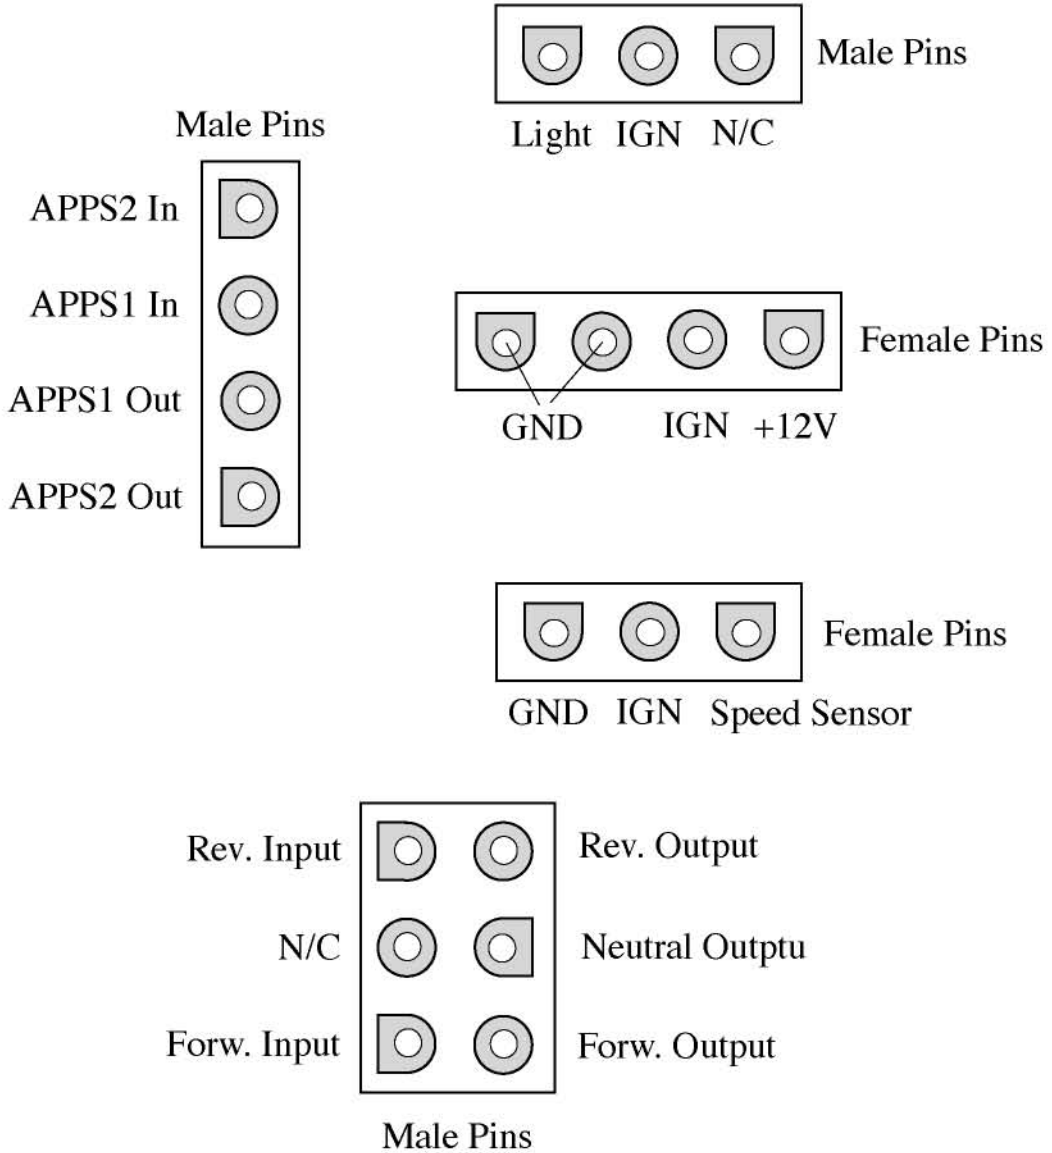 Male Pins
Light IGN N/C
Male Pins
APPS2 In
APPS1 In
APPS1 Out
APPS2 Out
Female Pins
GND IGN +12V
Female Pins
GND IGN Speed Sensor
Rev. Input Rev. Output
N/C Neutral Outptu
Forw. Input Forw. Output
Male Pins